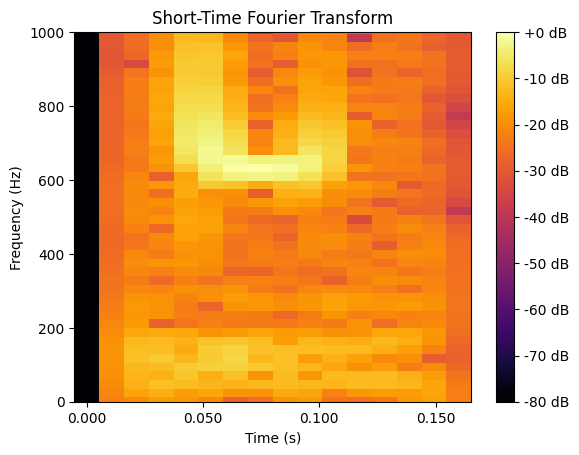 Short-Time Fourier Transform
1000
800
600
400
200
0
Frequency (Hz)
0.000
0.050
0.100
0.150
Time (s)
+0 dB
-10 dB
-20 dB
-30 dB
-40 dB
-50 dB
-60 dB
-70 dB
-80 dB